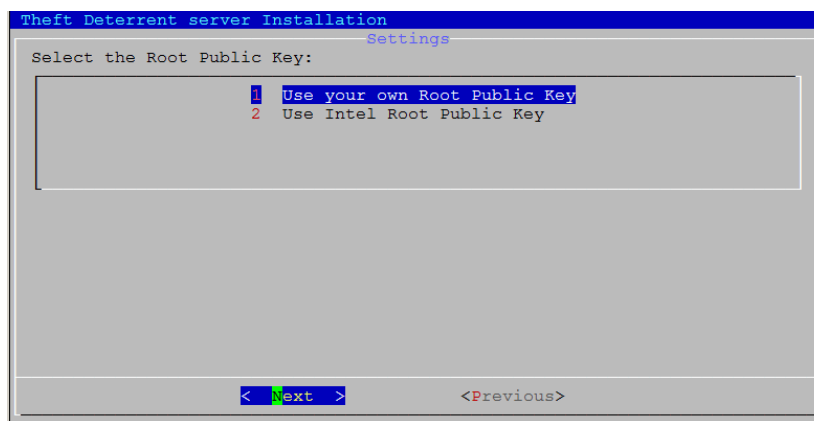 Theft Deterrent server Installation
Settings
Select the Root Public Key:
1 Use your own Root Public Key
2 Use Intel Root Public Key
< Next > <Previous>